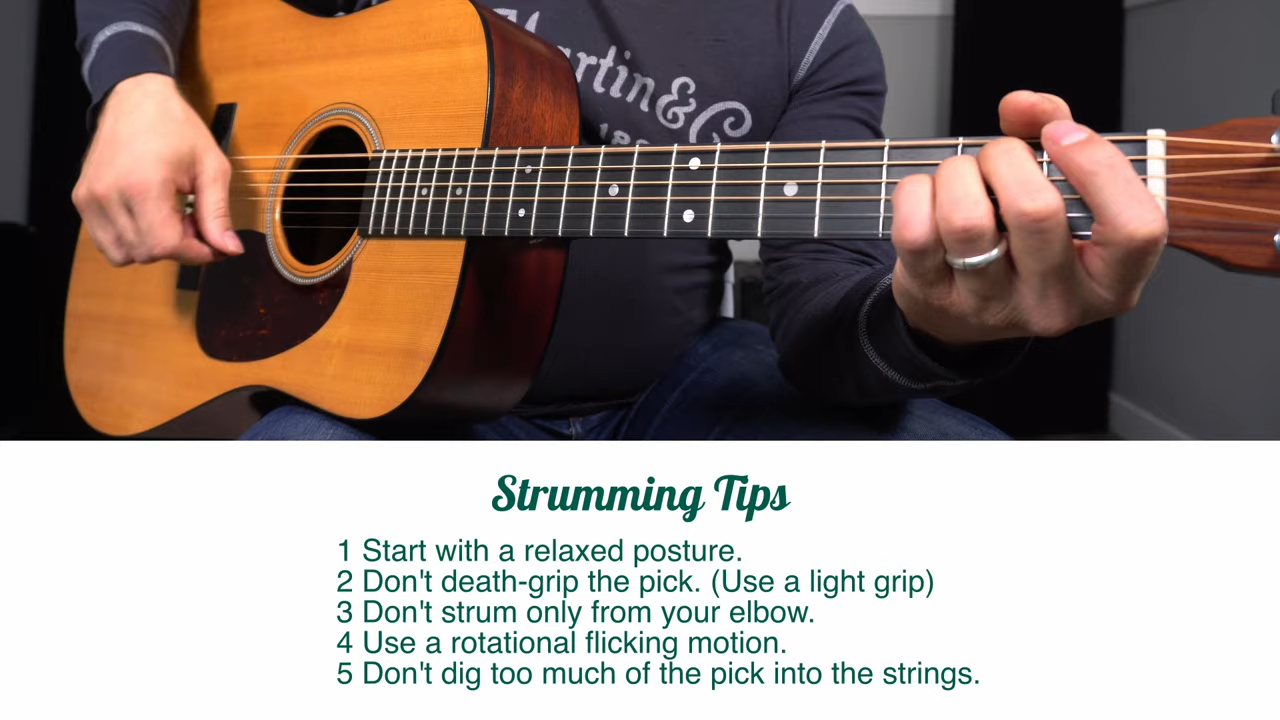 Martin & C
Strumming Tips
1 Start with a relaxed posture.
2 Don't death-grip the pick. (Use a light grip)
3 Don't strum only from your elbow.
4 Use a rotational flicking motion.
5 Don't dig too much of the pick into the strings.